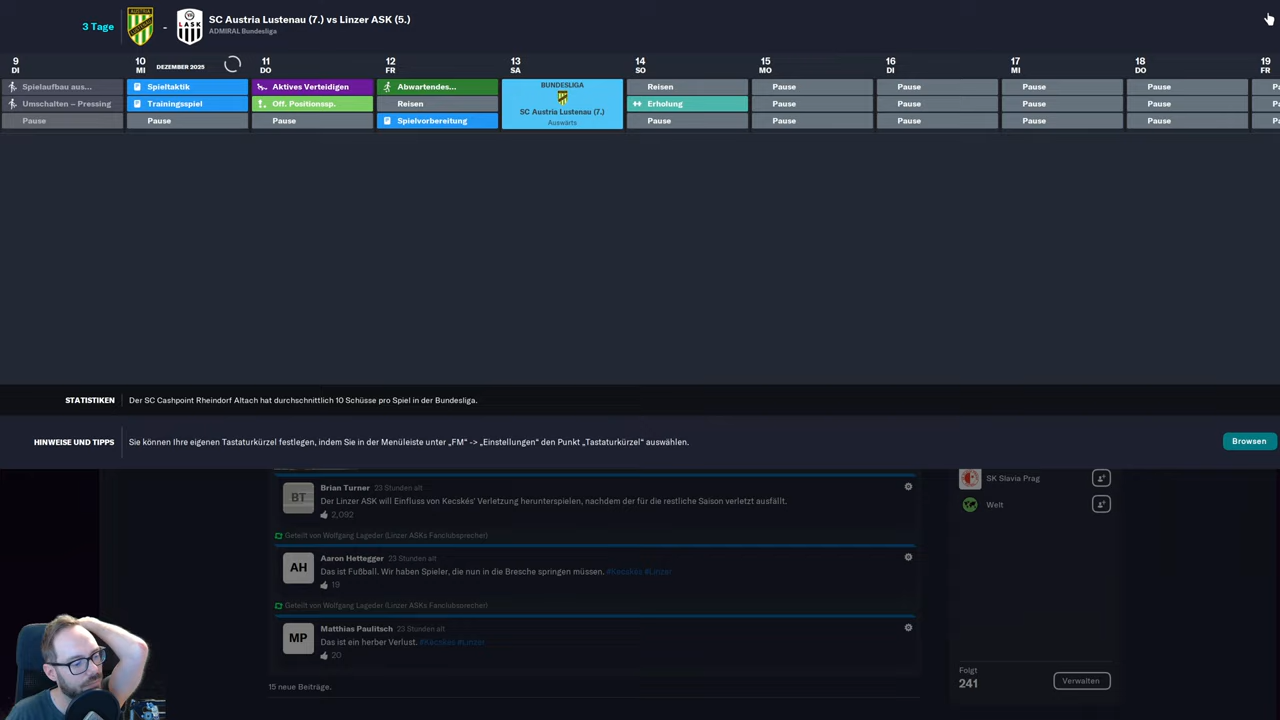 3 Tage
SC Austria Lustenau (7.) vs Linzer ASK (5.)
ADMIRAL Bundesliga
9
DI
10
MI
DEZEMBER 2025
11
DO
12
FR
13
SA
14
SO
15
MO
16
DI
17
MI
18
DO
19
FR
Spielaufbau aus...
Umschalten – Pressing
Pause
Spieltaktik
Trainingsspiel
Pause
Aktives Verteidigen
Off. Positionssp.
Pause
Abwartendes...
Reisen
Spielvorbereitung
BUNDESLIGA
SC Austria Lustenau (7.)
Auswärts
Reisen
Erholung
Pause
Pause
Pause
Pause
Pause
Pause
Pause
Pause
Pause
Pause
Pause
Pause
Pause
STATISTIKEN
Der SC Cashpoint Rheindorf Altach hat durchschnittlich 10 Schüsse pro Spiel in der Bundesliga.
HINWEISE UND TIPPS
Sie können Ihre eigenen Tastaturkürzel festlegen, indem Sie in der Menüleiste unter „FM“ -> „Einstellungen“ den Punkt „Tastaturkürzel“ auswählen.
Browsen
BT
Brian Turner 23 Stunden alt
Der Linzer ASK will Einfluss von Kecskés' Verletzung herunterspielen, nachdem der für die restliche Saison verletzt ausfällt.
2,092
Geteilt von Wolfgang Lageder (Linzer ASKs Fanclubsprecher)
AH
Aaron Hettegger 23 Stunden alt
Das ist Fußball. Wir haben Spieler, die nun in die Bresche springen müssen. #Kecskés #Linzer
19
Geteilt von Wolfgang Lageder (Linzer ASKs Fanclubsprecher)
MP
Matthias Paulitsch 23 Stunden alt
Das ist ein herber Verlust. #Kecskés #Linzer
20
15 neue Beiträge.
SK Slavia Prag
Welt
Folgt
241
Verwalten